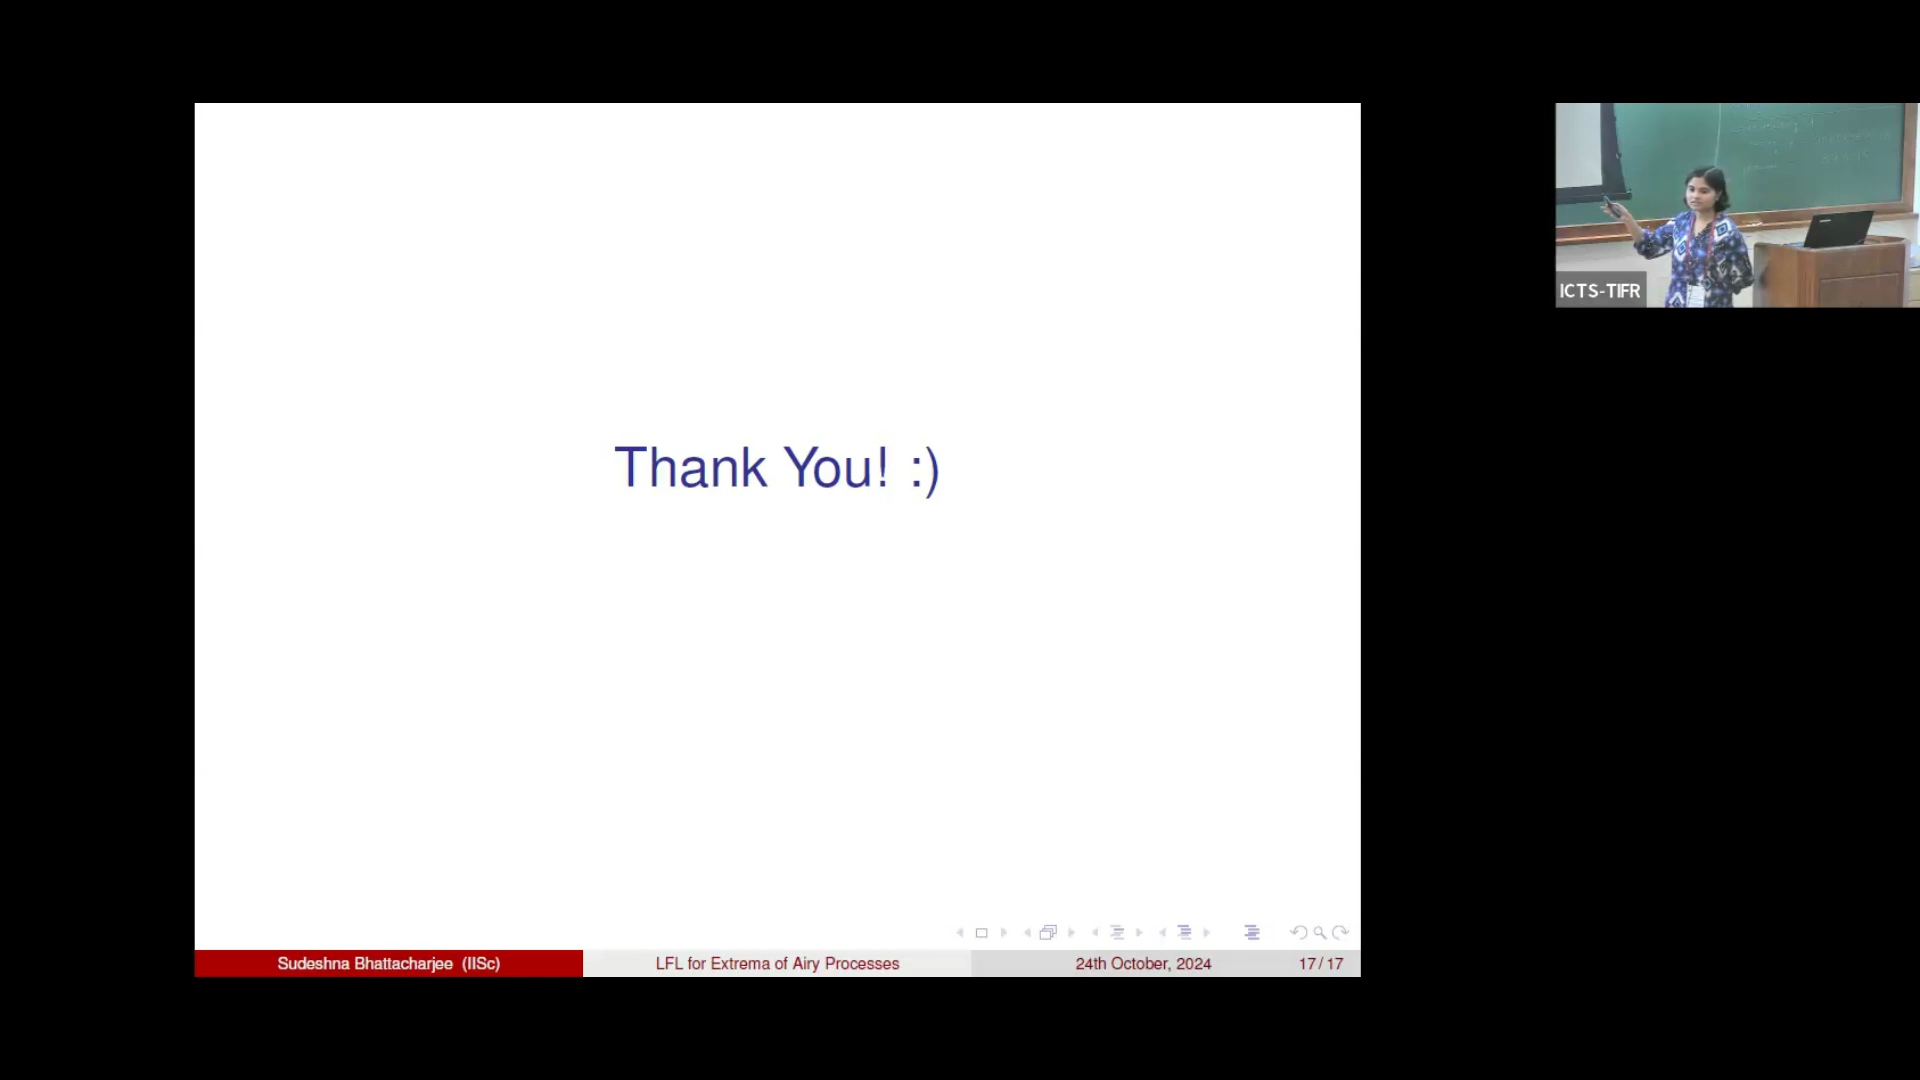 Thank You! :)
ICTS-TIFR
Sudeshna Bhattacharjee (IISc)
LFL for Extrema of Airy Processes
24th October, 2024
17/17